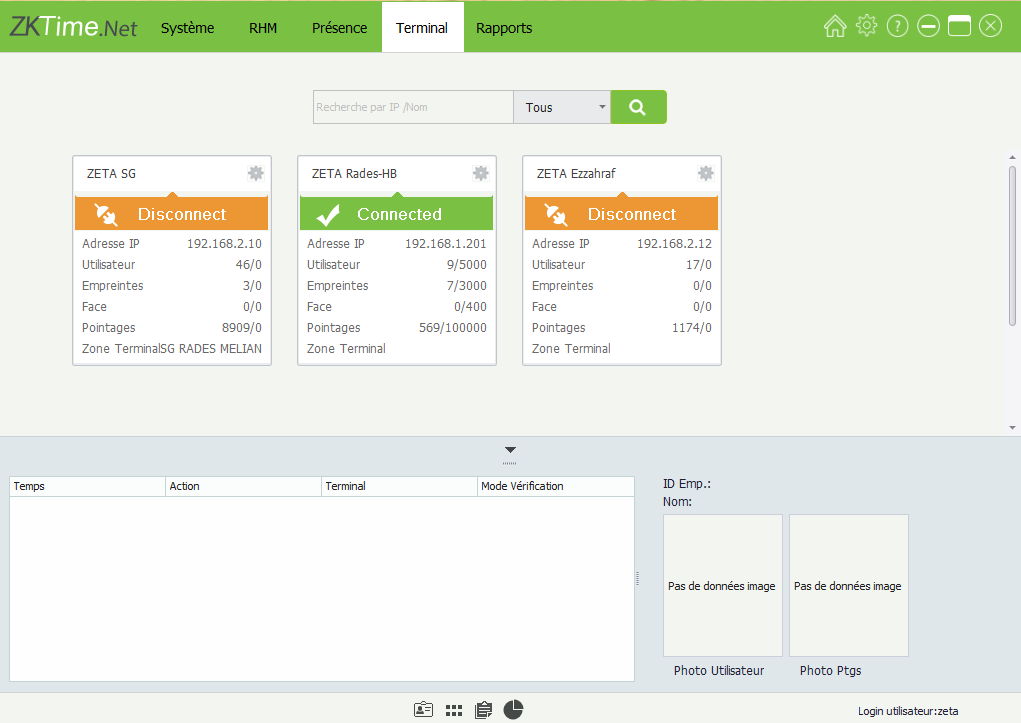 ZKTime.Net Système RHM Présence Terminal Rapports
Recherche par IP /Nom Tous
ZETA SG
Disconnect
Adresse IP 192.168.2.10
Utilisateur 46/0
Empreintes 3/0
Face 0/0
Pointages 8909/0
Zone TerminalSG RADES MELIAN
ZETA Rades-HB
Connected
Adresse IP 192.168.1.201
Utilisateur 9/5000
Empreintes 7/3000
Face 0/400
Pointages 569/100000
Zone Terminal
ZETA Ezzahraf
Disconnect
Adresse IP 192.168.2.12
Utilisateur 17/0
Empreintes 0/0
Face 0/0
Pointages 1174/0
Zone Terminal
Temps Action Terminal Mode Vérification
ID Emp.:
Nom:
Pas de données image Pas de données image
Photo Utilisateur Photo Ptgs
Login utilisateur:zeta